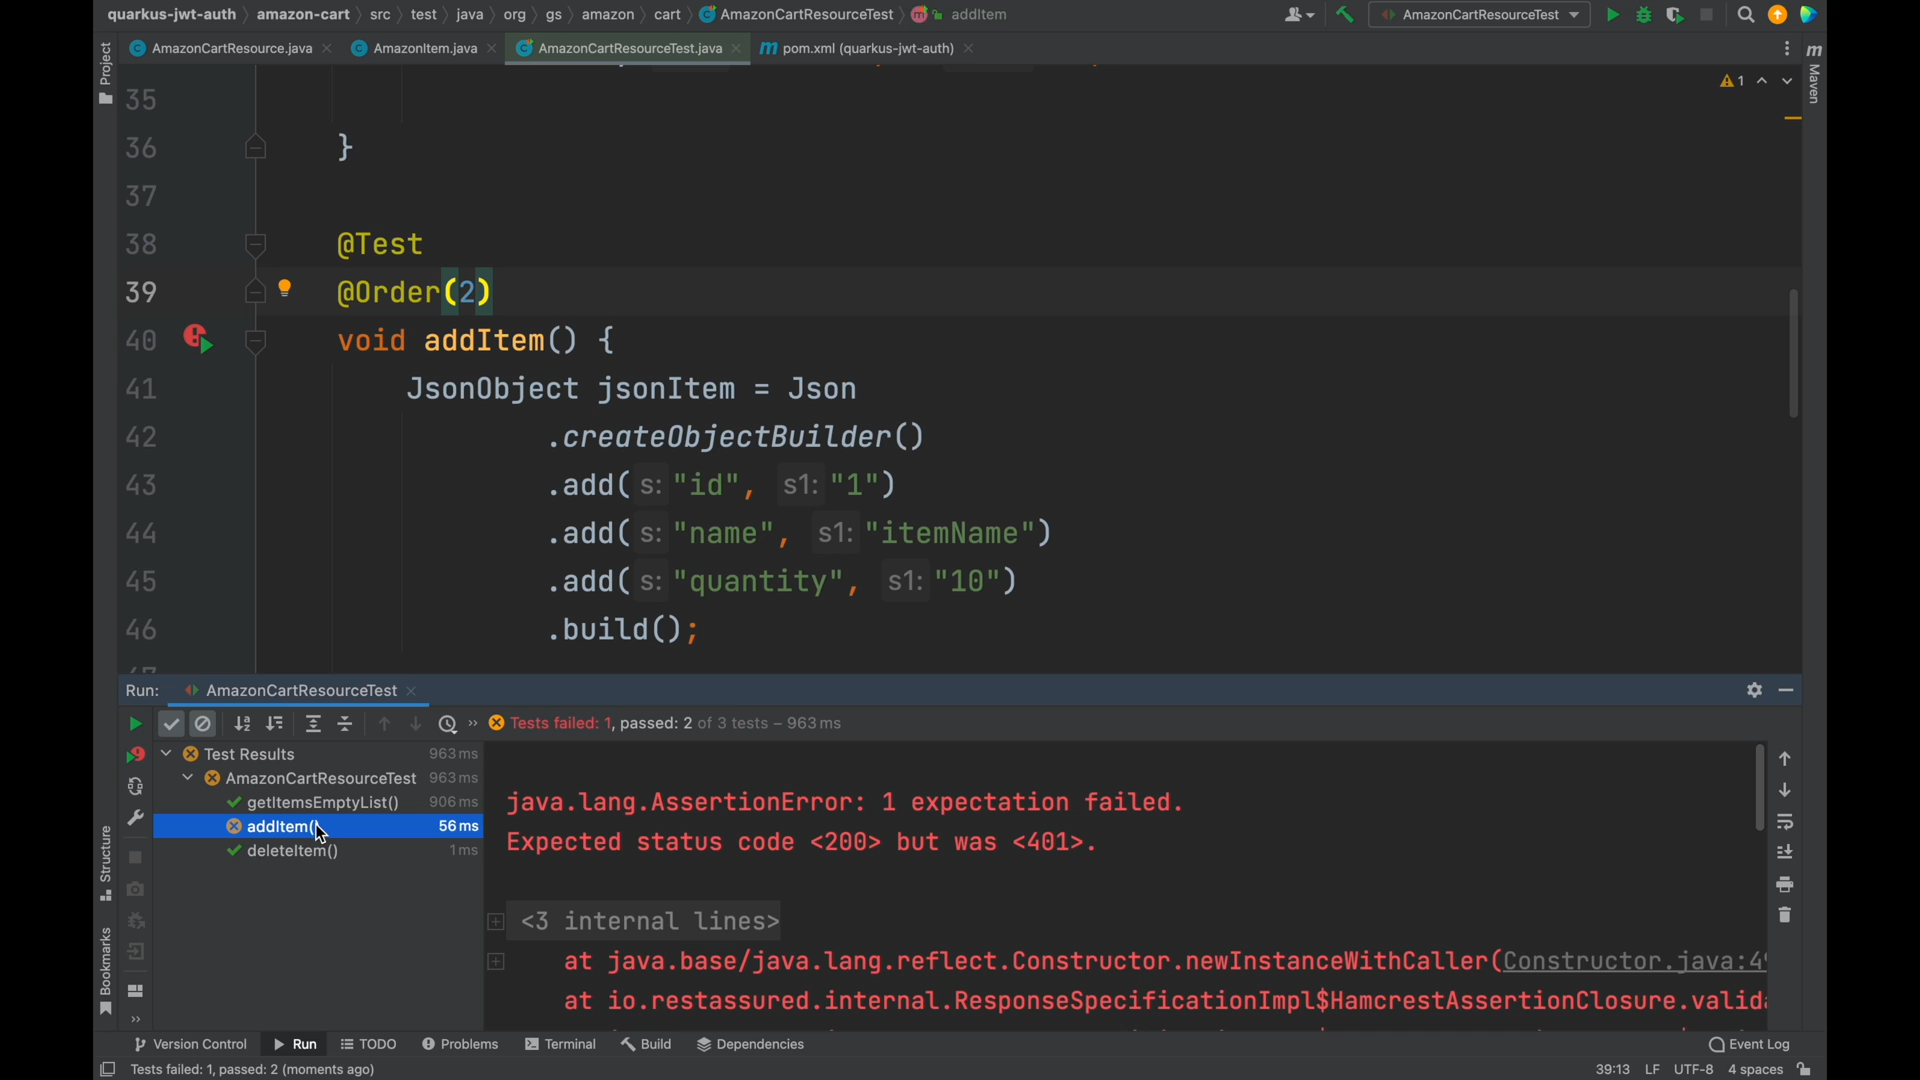 quarkus-jwt-auth amazon-cart src test java org gs amazon cart AmazonCartResourceTest addItem AmazonCartResourceTest
Project AmazonCartResource.java AmazonItem.java AmazonCartResourceTest.java pom.xml (quarkus-jwt-auth) Maven
1
35
36 }
37
38 @Test
39 @Order(2)
40 void addItem() {
41 JsonObject jsonItem = Json
42 .createObjectBuilder()
43 .add( s: "id", s1: "1")
44 .add( s: "name", s1: "itemName")
45 .add( s: "quantity", s1: "10")
46 .build();
Run: AmazonCartResourceTest
Tests failed: 1, passed: 2 of 3 tests – 963 ms
Test Results 963 ms
AmazonCartResourceTest 963 ms
getItemsEmptyList() 906 ms
addItem() 56 ms
deleteItem() 1 ms
java.lang.AssertionError: 1 expectation failed.
Expected status code <200> but was <401>.
<3 internal lines>
at java.base/java.lang.reflect.Constructor.newInstanceWithCaller(Constructor.java:4
at io.restassured.internal.ResponseSpecificationImpl$HamcrestAssertionClosure.valida
Structure
Bookmarks
Version Control Run TODO Problems Terminal Build Dependencies Event Log
Tests failed: 1, passed: 2 (moments ago) 39:13 LF UTF-8 4 spaces